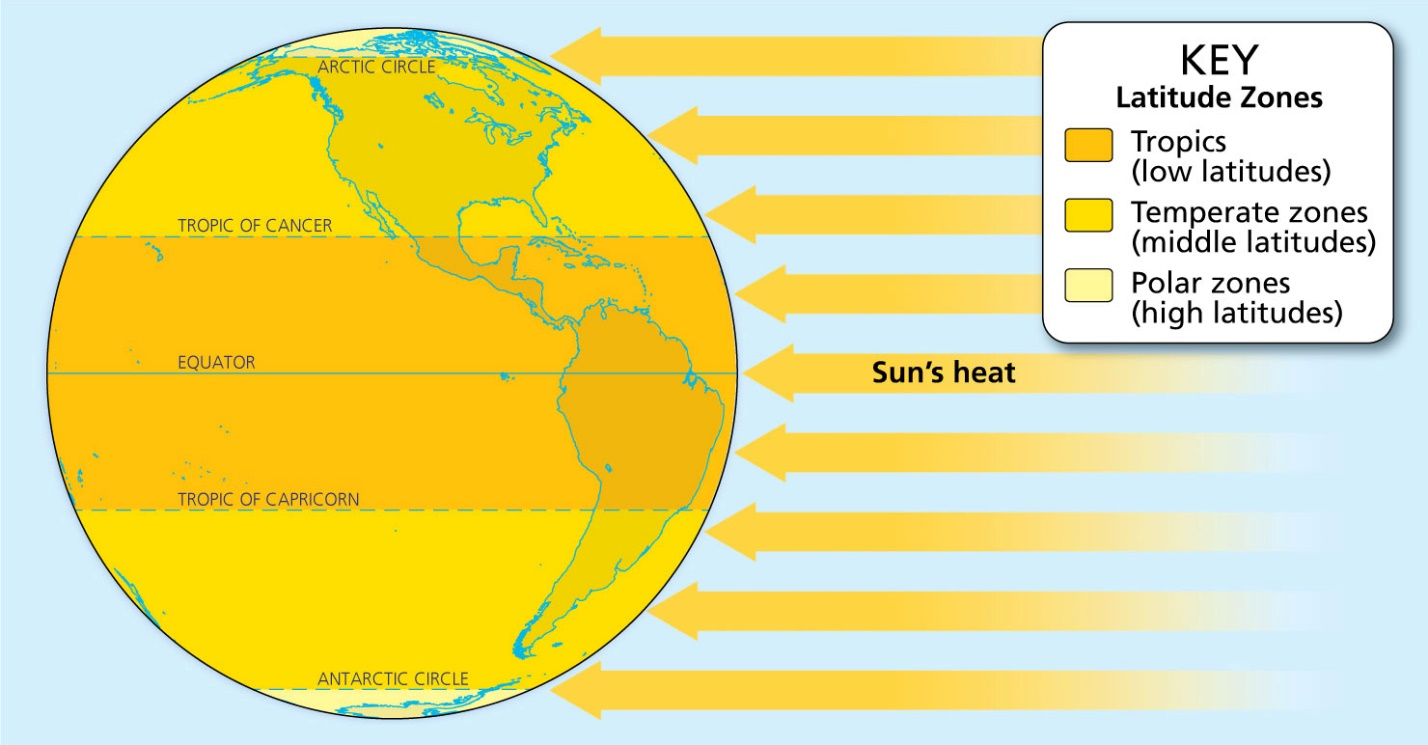 ARCTIC CIRCLE
TROPIC OF CANCER
EQUATOR
TROPIC OF CAPRICORN
ANTARCTIC CIRCLE
Sun's heat
KEY
Latitude Zones
Tropics
(low latitudes)
Temperate zones
(middle latitudes)
Polar zones
(high latitudes)